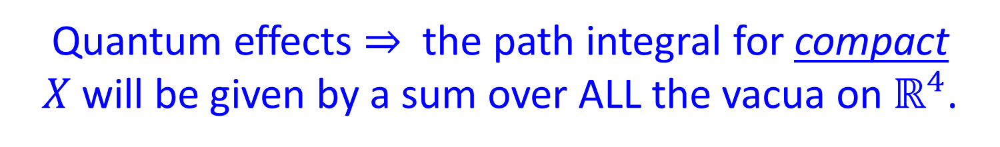 Quantum effects ⇒ the path integral for compact
X will be given by a sum over ALL the vacua on ℝ⁴.